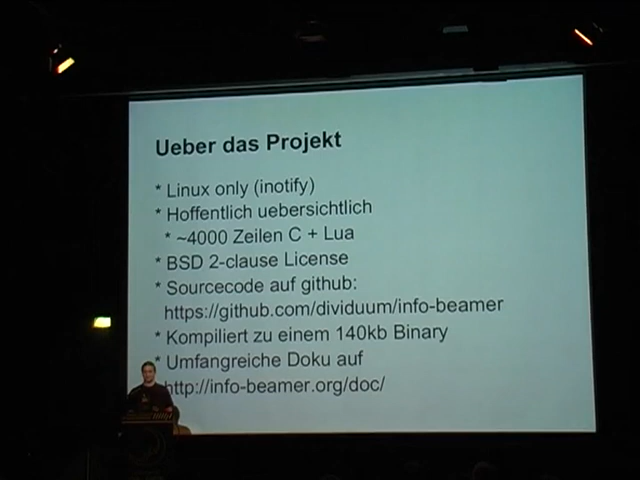 Ueber das Projekt
* Linux only (inotify)
* Hoffentlich uebersichtlich
* ~4000 Zeilen C + Lua
* BSD 2-clause License
* Sourcecode auf github:
https://github.com/dividuum/info-beamer
* Kompiliert zu einem 140kb Binary
* Umfangreiche Doku auf
http://info-beamer.org/doc/